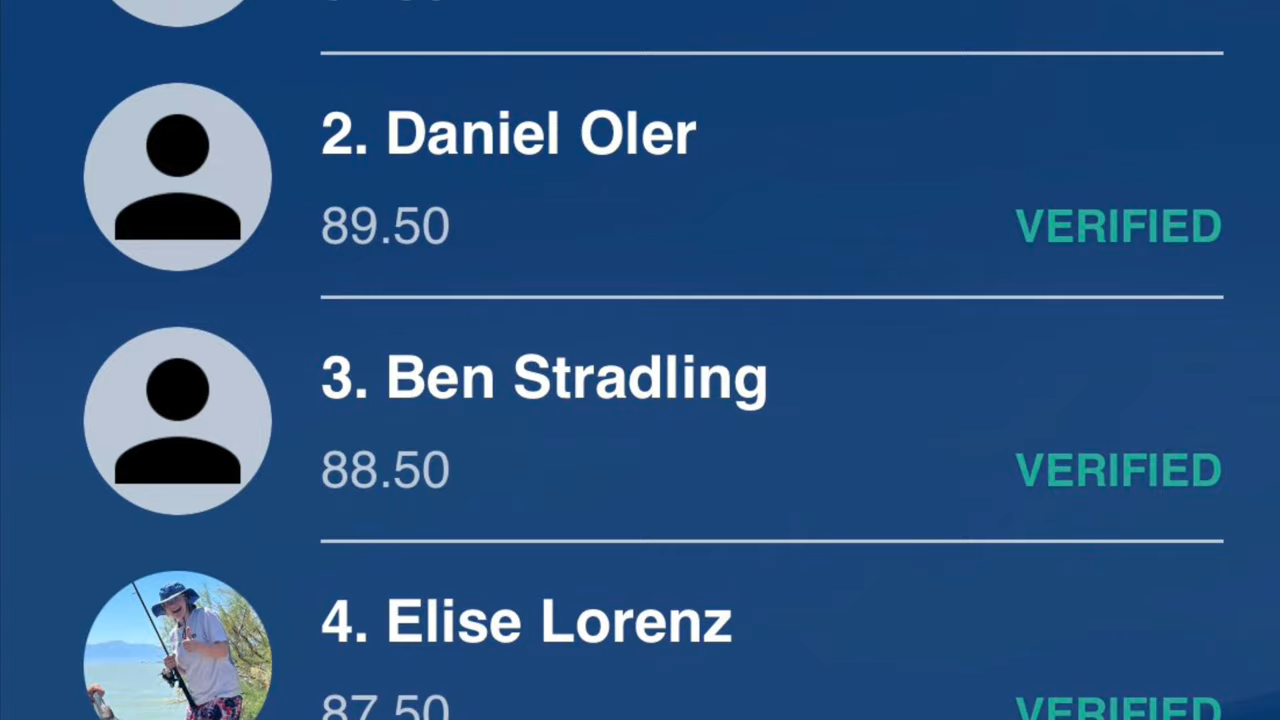 2. Daniel Oler
89.50
VERIFIED
3. Ben Stradling
88.50
VERIFIED
4. Elise Lorenz
87.50
VERIFIED